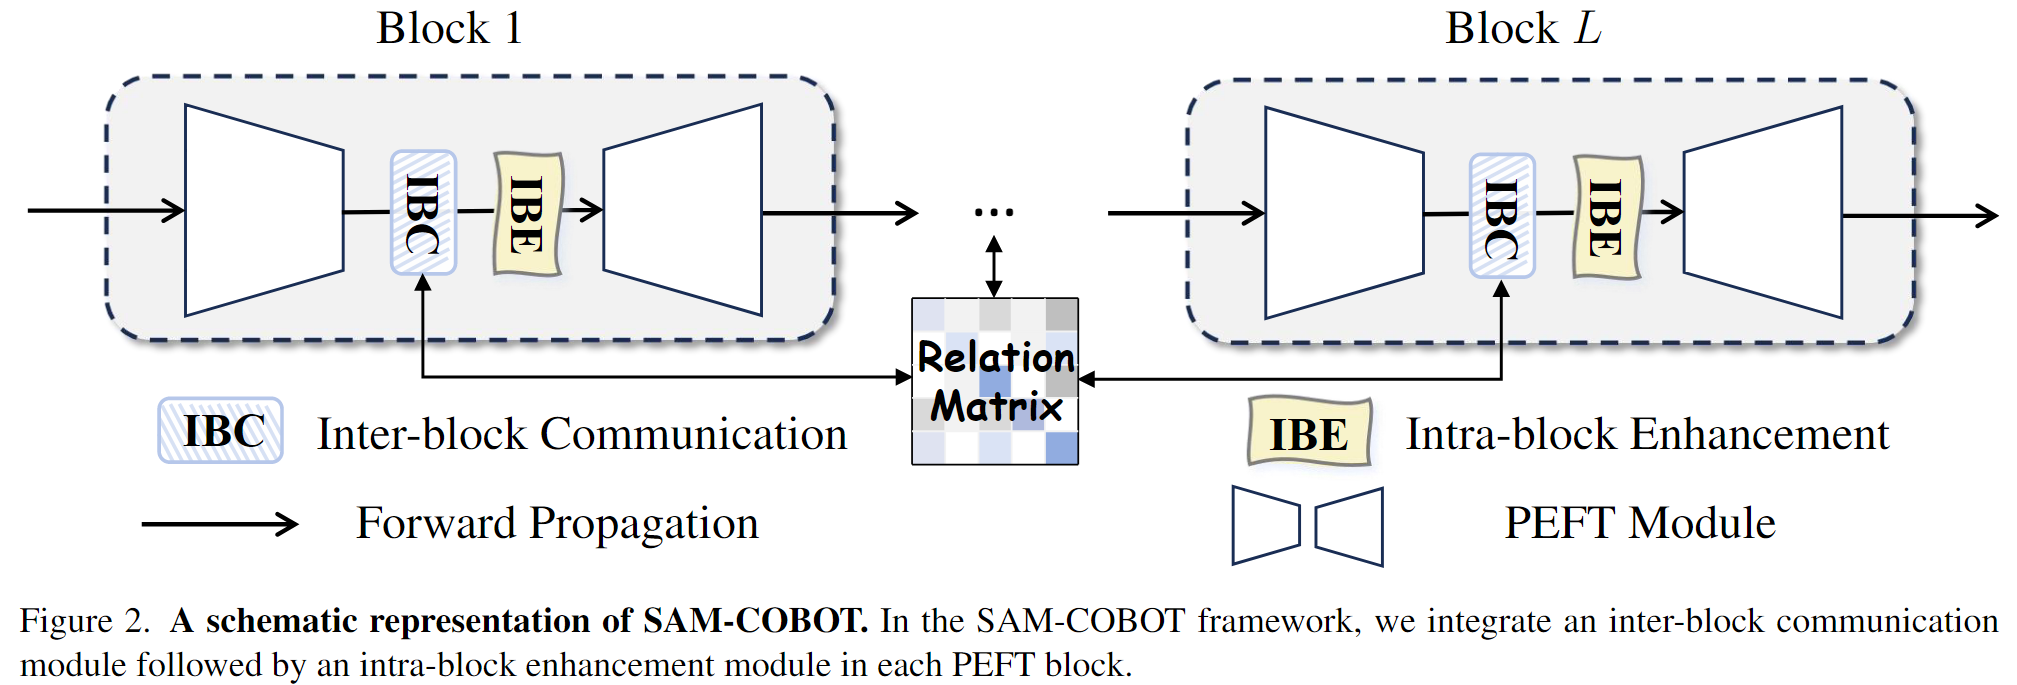 Block 1
Block L
IBC
IBE
...
IBC
IBE
Relation
Matrix
IBC Inter-block Communication
IBE Intra-block Enhancement
Forward Propagation
PEFT Module
Figure 2. A schematic representation of SAM-COBOT. In the SAM-COBOT framework, we integrate an inter-block communication
module followed by an intra-block enhancement module in each PEFT block.